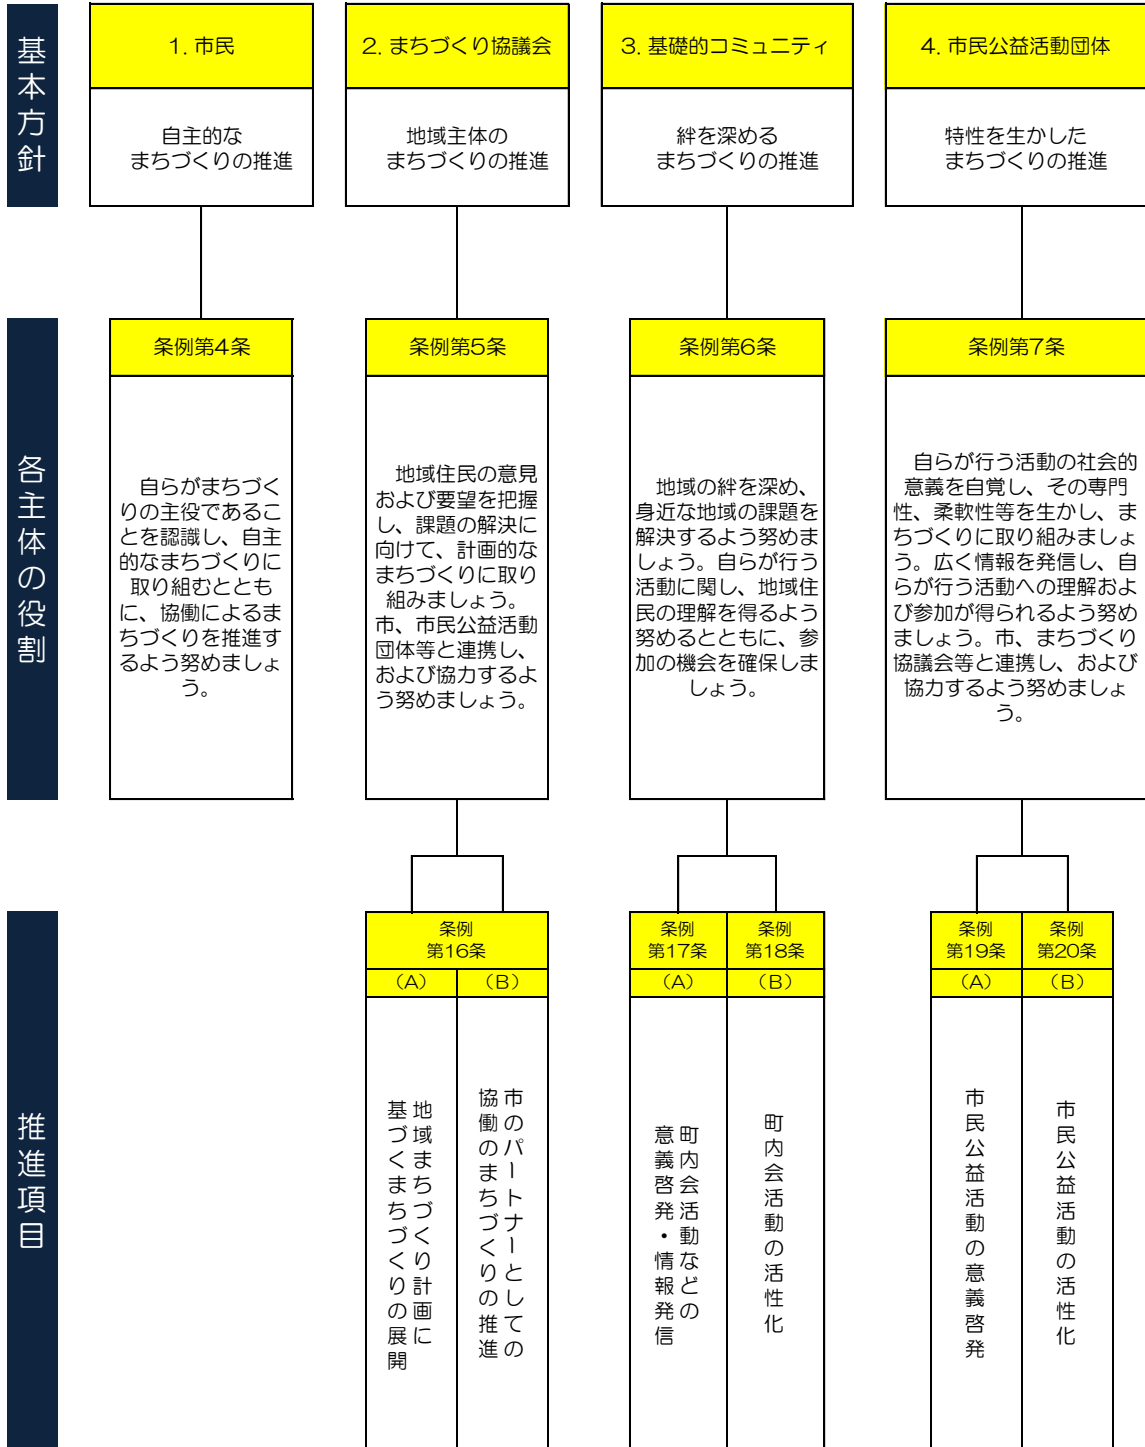 基本方針
1. 市民
自主的な
まちづくりの推進
2. まちづくり協議会
地域主体の
まちづくりの推進
3. 基礎的コミュニティ
絆を深める
まちづくりの推進
4. 市民公益活動団体
特性を生かした
まちづくりの推進
各主体の役割
条例第4条
自らがまちづく
りの主役であるこ
とを認識し、自主
的なまちづくりに
取り組むととも
に、協働によるま
ちづくりを推進す
るよう努めましょ
う。
条例第5条
地域住民の意見
および要望を把握
し、課題の解決に
向けて、計画的な
まちづくりに取り
組みましょう。
市、市民公益活動
団体等と連携し、
および協力するよ
う努めましょう。
条例第6条
地域の絆を深め、
身近な地域の課題を
解決するよう努めま
しょう。自らが行う
活動に関し、地域住
民の理解を得るよう
努めるとともに、参
加の機会を確保しま
しょう。
条例第7条
自らが行う活動の社会的
意義を自覚し、その専門
性、柔軟性等を生かし、ま
ちづくりに取り組みましょ
う。広く情報を発信し、自
らが行う活動への理解およ
び参加が得られるよう努め
ましょう。市、まちづくり
協議会等と連携し、および
協力するよう努めましょ
う。
推進項目
条例
第16条
（A）
地域まちづくり計画に
基づくまちづくりの展開
（B）
市のパートナーとしての
協働のまちづくりの推進
条例
第17条
（A）
町内会活動などの
意義啓発・情報発信
条例
第18条
（B）
町内会活動の活性化
条例
第19条
（A）
市民公益活動の意義啓発
条例
第20条
（B）
市民公益活動の活性化